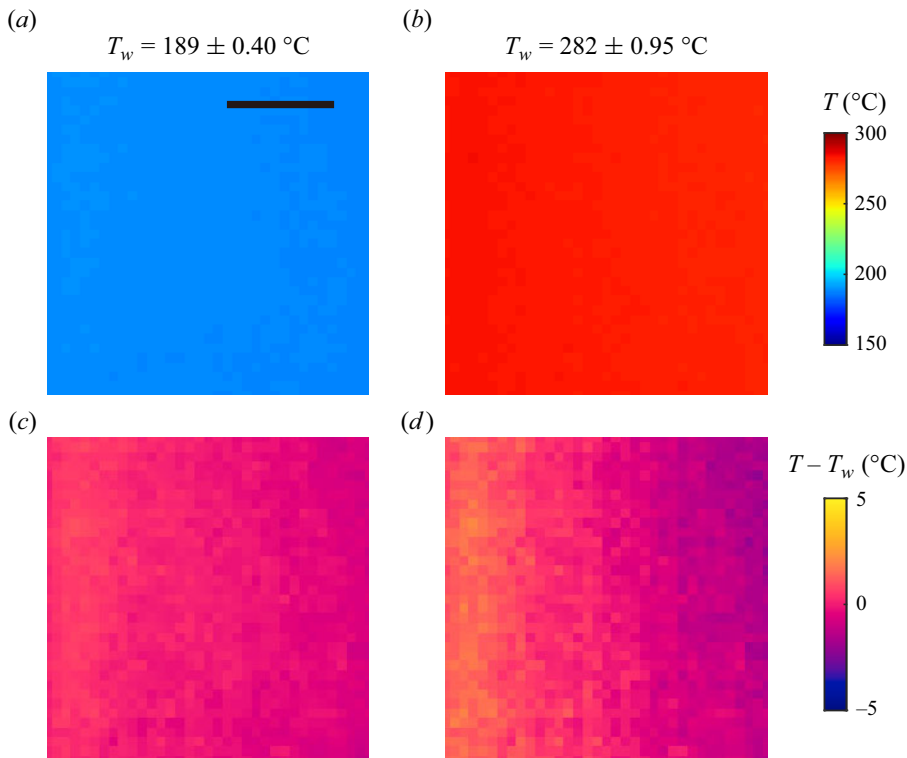 (a)
T_w = 189 ± 0.40 °C
(b)
T_w = 282 ± 0.95 °C
T (°C)
300
250
200
150
(c)
(d)
T – T_w (°C)
5
0
–5